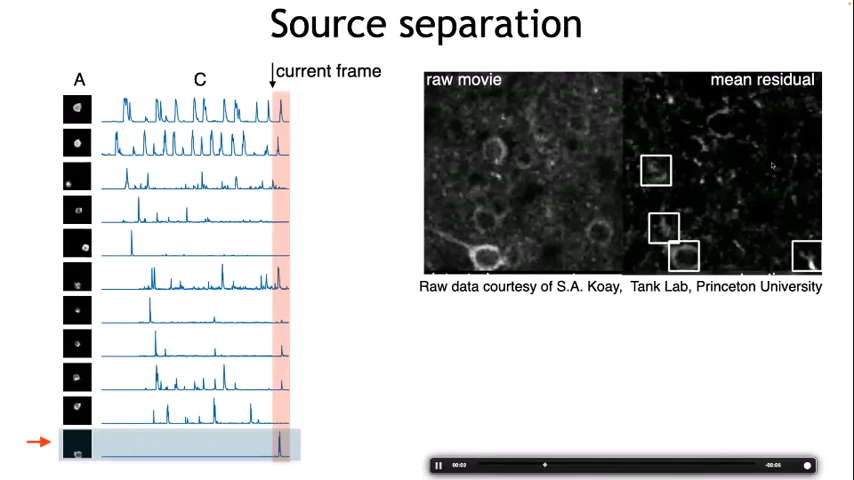 Source separation
A
C
current frame
raw movie
mean residual
Raw data courtesy of S.A. Koay, Tank Lab, Princeton University
00:02
-00:06